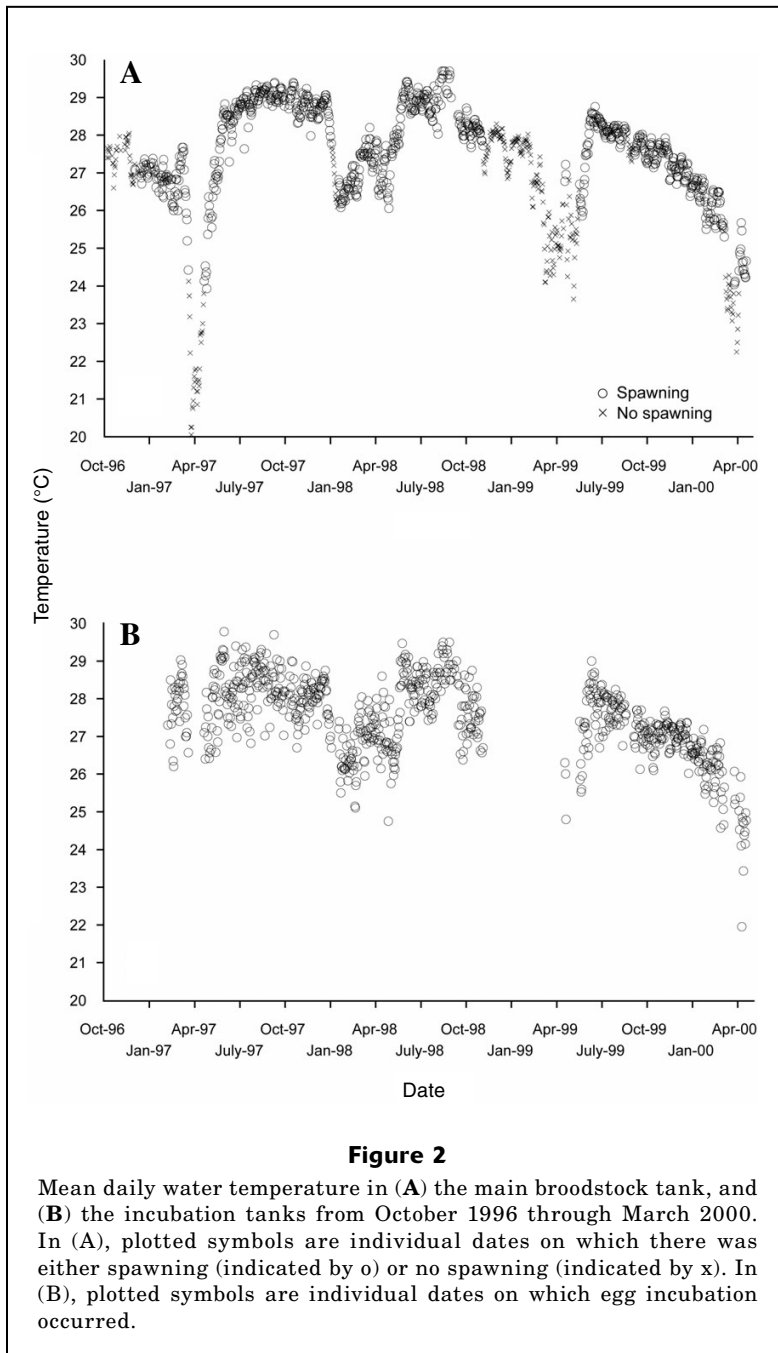 A
30
29
28
27
26
25
24
23
22
21
20
○ Spawning
× No spawning
Oct-96 Apr-97 Oct-97 Apr-98 Oct-98 Apr-99 Oct-99 Apr-00
Jan-97 July-97 Jan-98 July-98 Jan-99 July-99 Jan-00
Temperature (°C)
B
30
29
28
27
26
25
24
23
22
21
20
Oct-96 Apr-97 Oct-97 Apr-98 Oct-98 Apr-99 Oct-99 Apr-00
Jan-97 July-97 Jan-98 July-98 Jan-99 July-99 Jan-00
Date
Figure 2
Mean daily water temperature in (A) the main broodstock tank, and
(B) the incubation tanks from October 1996 through March 2000.
In (A), plotted symbols are individual dates on which there was
either spawning (indicated by o) or no spawning (indicated by x). In
(B), plotted symbols are individual dates on which egg incubation
occurred.